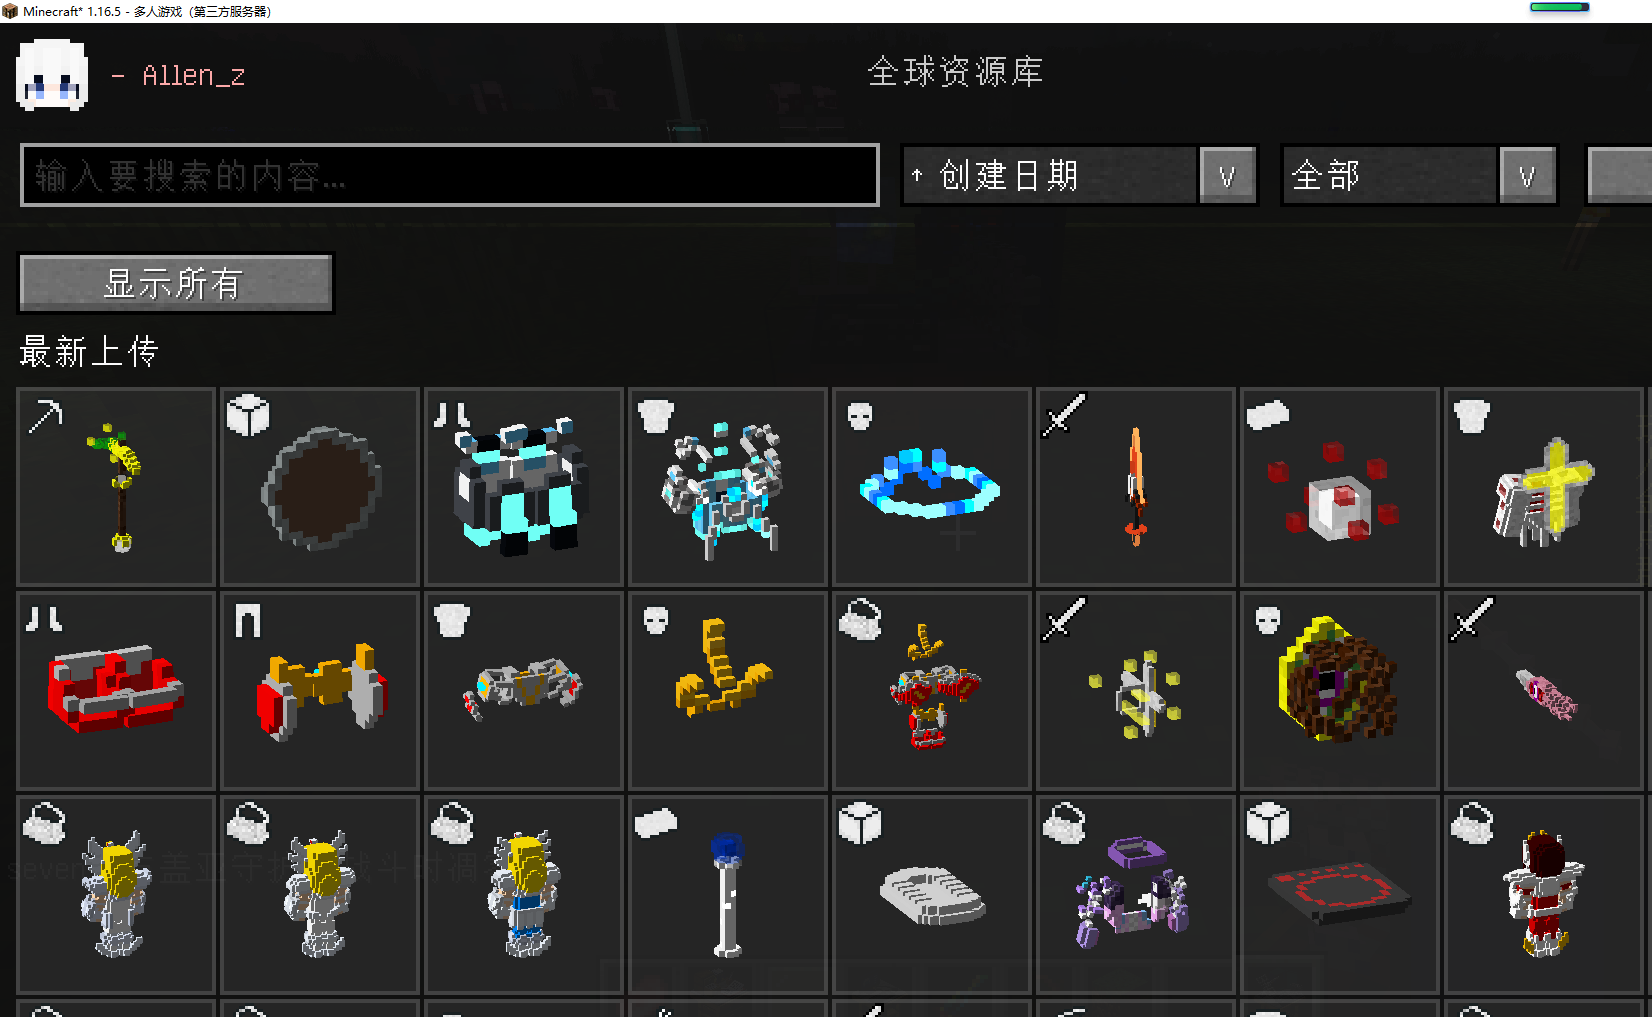 Minecraft* 1.16.5 - 多人游戏（第三方服务器）
- Allen_z
全球资源库
输入要搜索的内容...
↑ 创建日期
全部
显示所有
最新上传